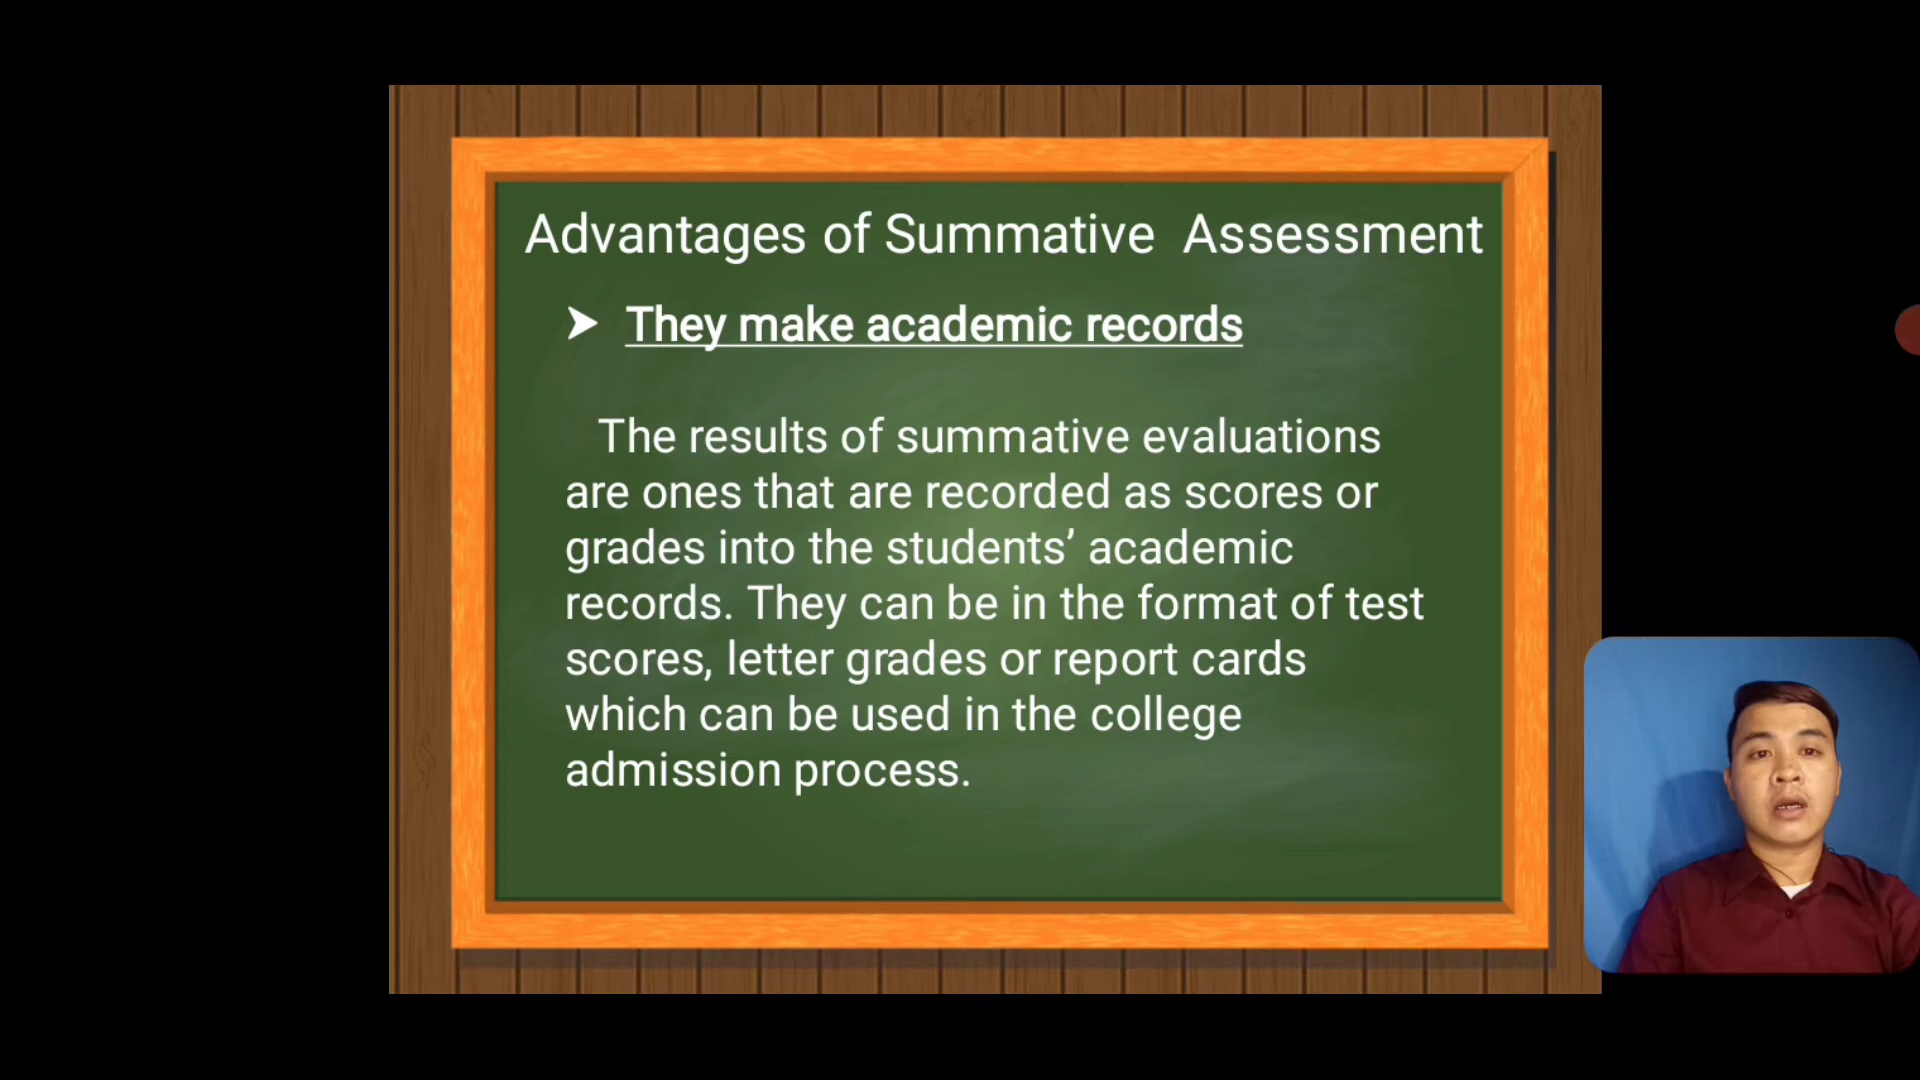 Advantages of Summative Assessment
➤ They make academic records
The results of summative evaluations
are ones that are recorded as scores or
grades into the students’ academic
records. They can be in the format of test
scores, letter grades or report cards
which can be used in the college
admission process.